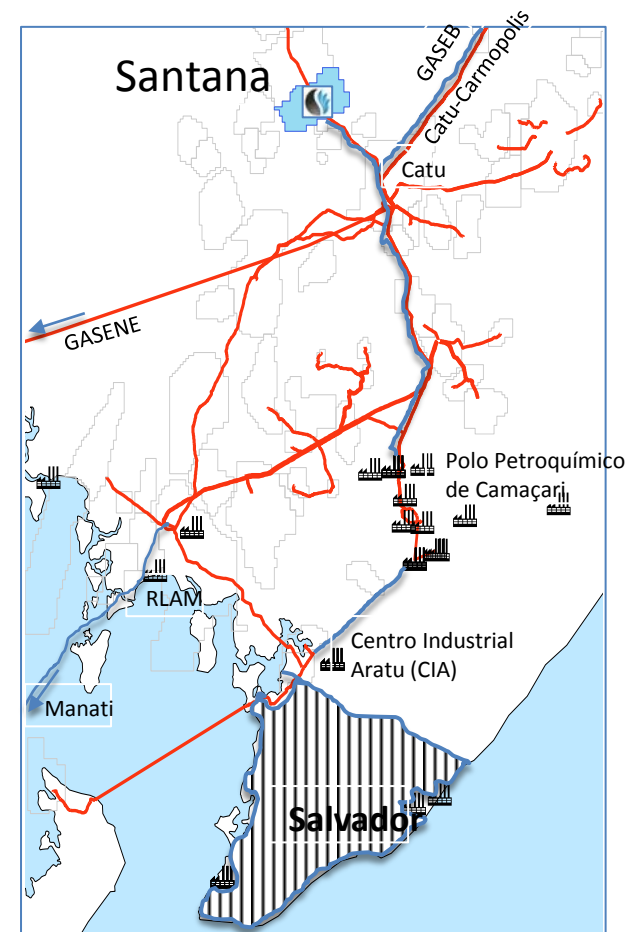 Santana
GASEB
Catu-Carmopolis
Catu
GASENE
Polo Petroquímico
de Camaçari
RLAM
Centro Industrial
Aratu (CIA)
Manati
Salvador